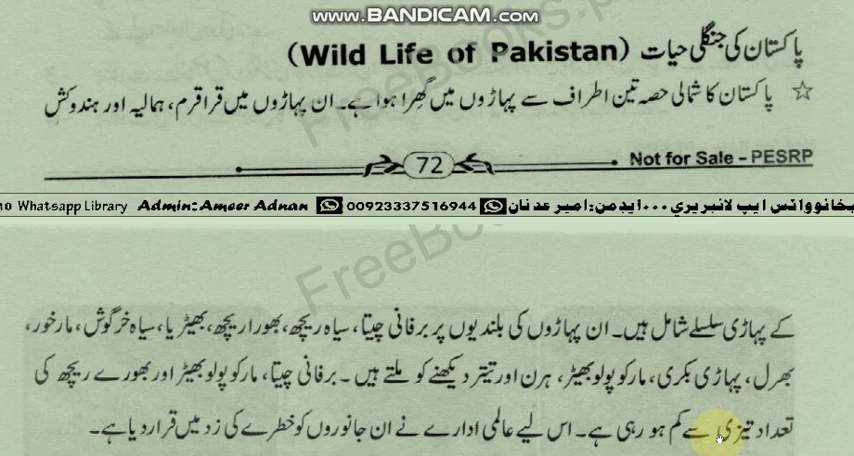 WWW.BANDICAM.COM
پاکستان کی جنگلی حیات (Wild Life of Pakistan)
☆ پاکستان کا شمالی حصہ تین اطراف سے پہاڑوں میں گھرا ہوا ہے۔ ان پہاڑوں میں قراقرم، ہمالیہ اور ہندوکش
72 Not for Sale - PESRP
پختانو واٹس ایپ لائبریری...ایڈمن:امیر عدنان 00923337516944 Admin: Ameer Adnan Whatsapp Library
FreeBooks.p
کے پہاڑی سلسلے شامل ہیں۔ ان پہاڑوں کی بلندیوں پر برفانی چیتا، سیاہ ریچھ، بھورا ریچھ، بھیڑیا، سیاہ خرگوش، مارخور،
بھرل، پہاڑی بکری، مارکوپولو بھیڑ، ہرن اور تیتر دیکھنے کو ملتے ہیں۔ برفانی چیتا، مارکوپولو بھیڑ اور بھورے ریچھ کی
تعداد تیزی سے کم ہو رہی ہے۔ اس لیے عالمی ادارے نے ان جانوروں کو خطرے کی زد میں قرار دیا ہے۔